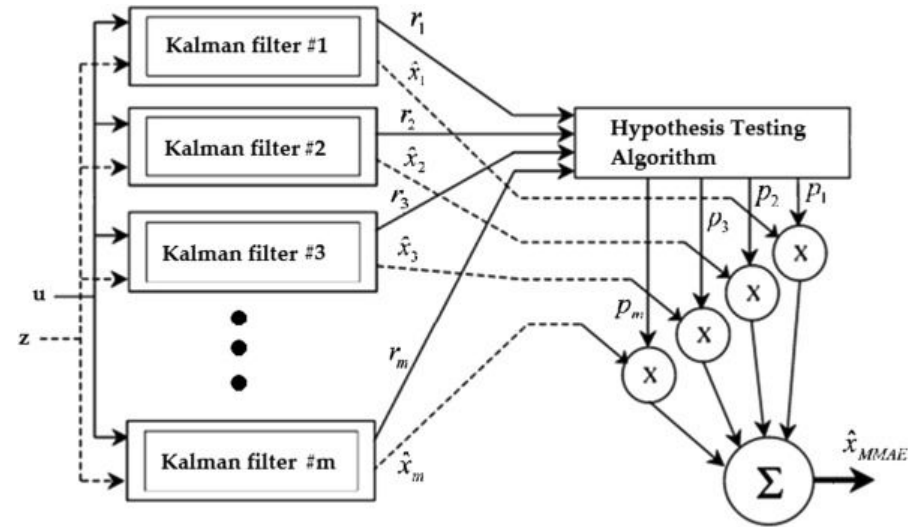 Kalman filter #1
r₁
x̂₁
Kalman filter #2
r₂
x̂₂
Hypothesis Testing
Algorithm
Kalman filter #3
r₃
x̂₃
u
z
rₘ
Kalman filter #m
x̂ₘ
pₘ
p₃
p₂
p₁
X
X
X
X
Σ
x̂_MMAE